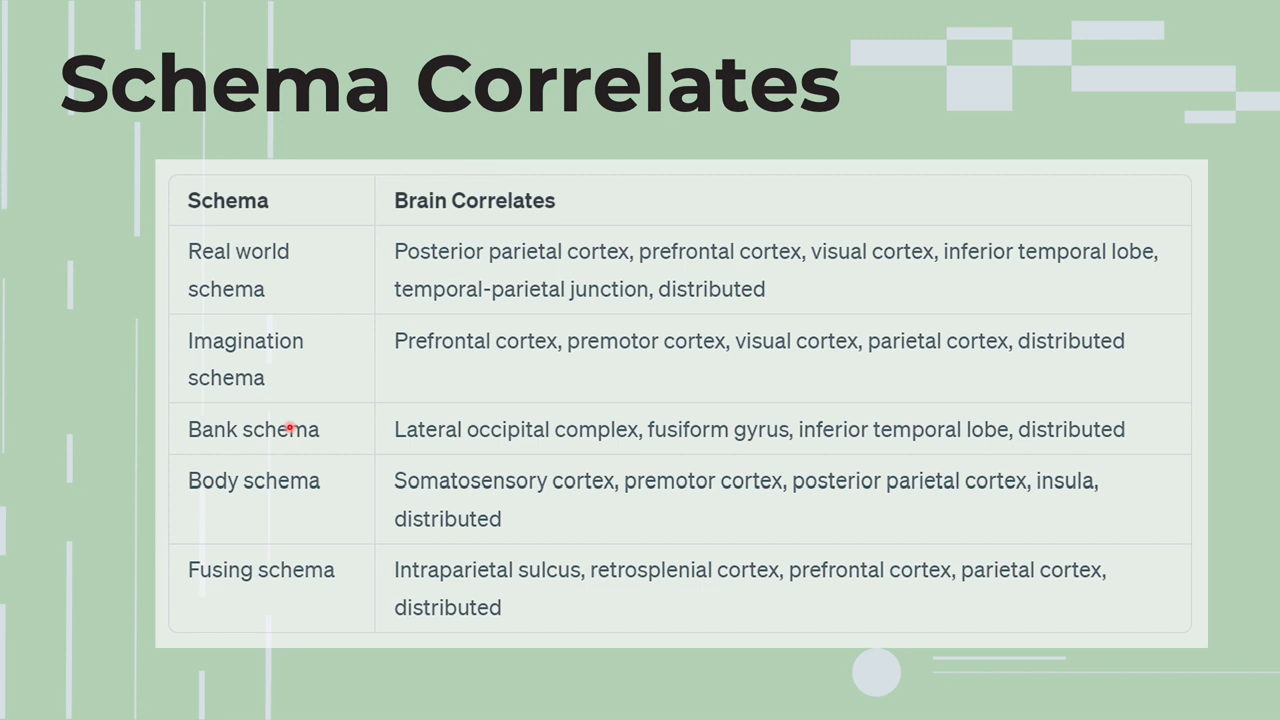 Schema Correlates
Schema Brain Correlates
Real world Posterior parietal cortex, prefrontal cortex, visual cortex, inferior temporal lobe,
schema temporal-parietal junction, distributed
Imagination Prefrontal cortex, premotor cortex, visual cortex, parietal cortex, distributed
schema
Bank schema Lateral occipital complex, fusiform gyrus, inferior temporal lobe, distributed
Body schema Somatosensory cortex, premotor cortex, posterior parietal cortex, insula,
distributed
Fusing schema Intraparietal sulcus, retrosplenial cortex, prefrontal cortex, parietal cortex,
distributed